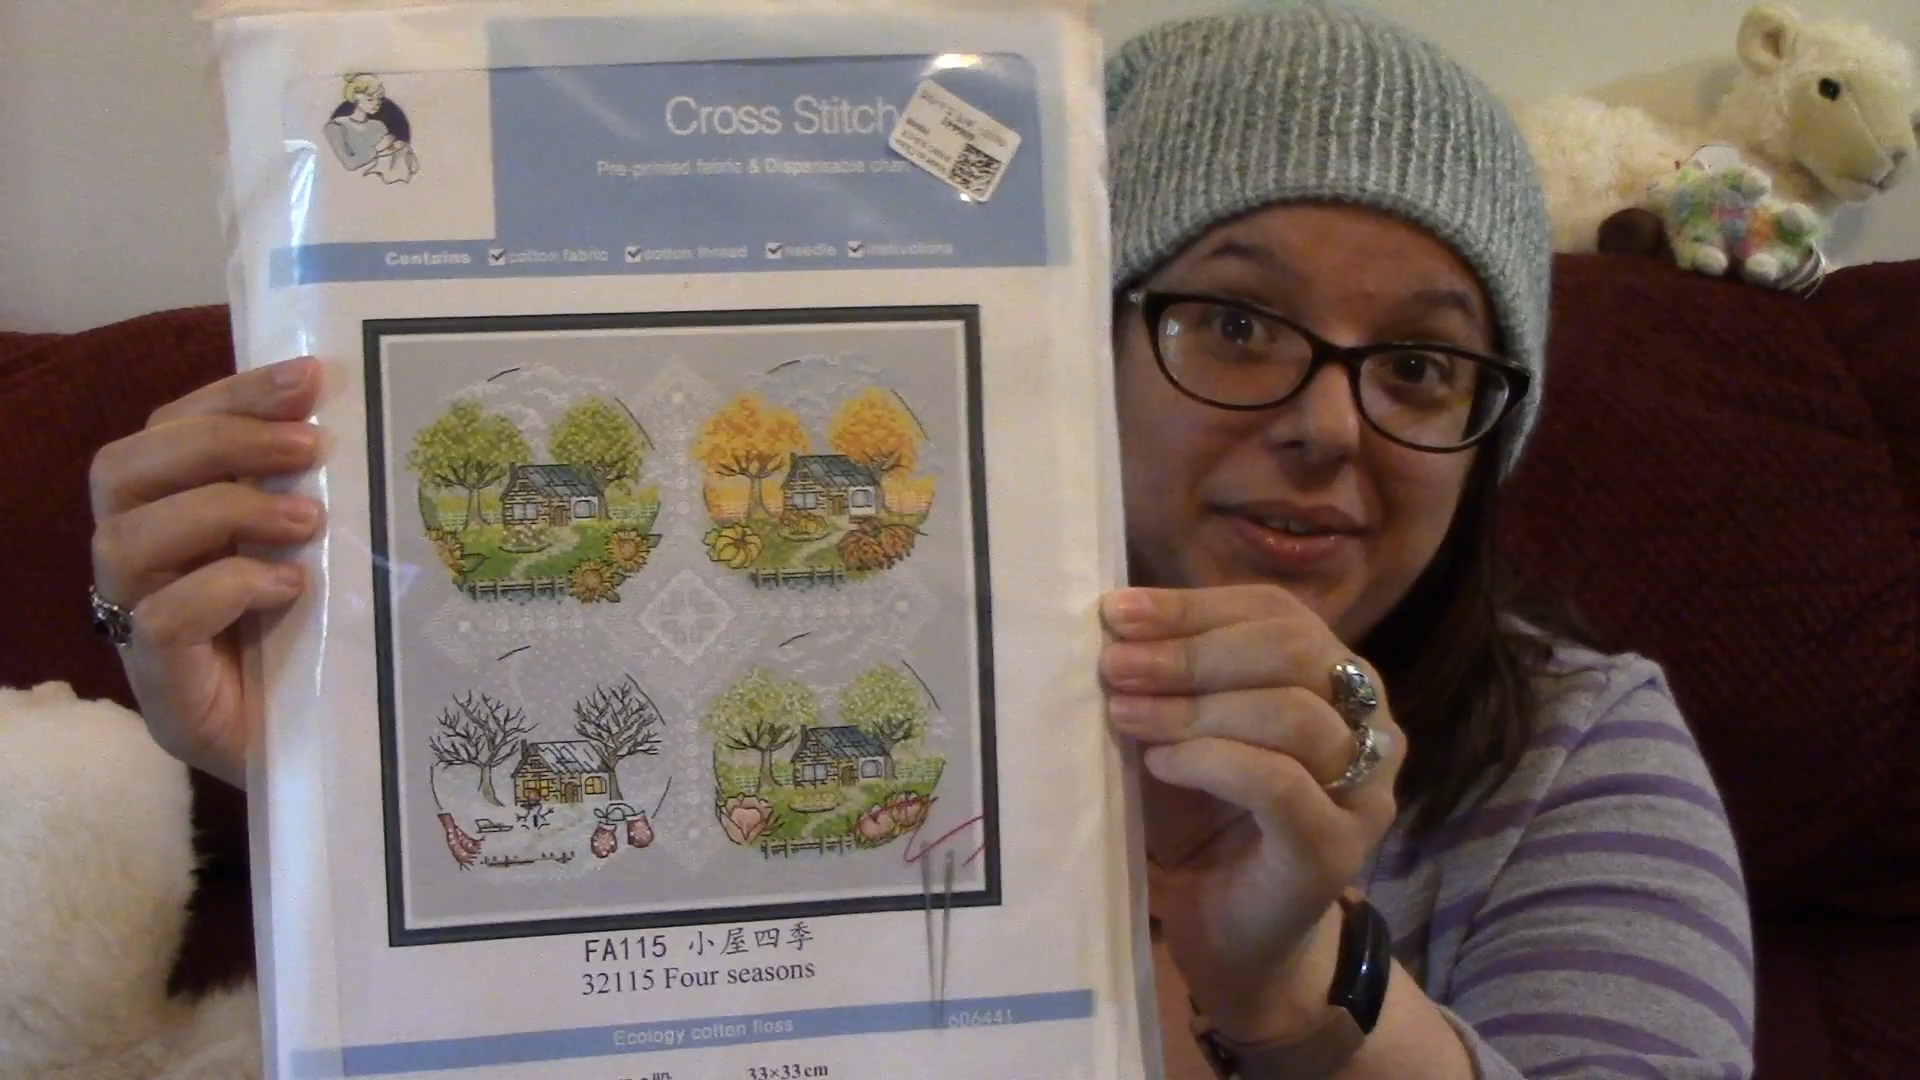 Cross Stitch
Pre-printed fabric & Dispensable
Contains cotton fabric cotton thread needle instructions
FA115 小屋四季
32115 Four seasons
Ecology cotton floss 606441
33×33cm